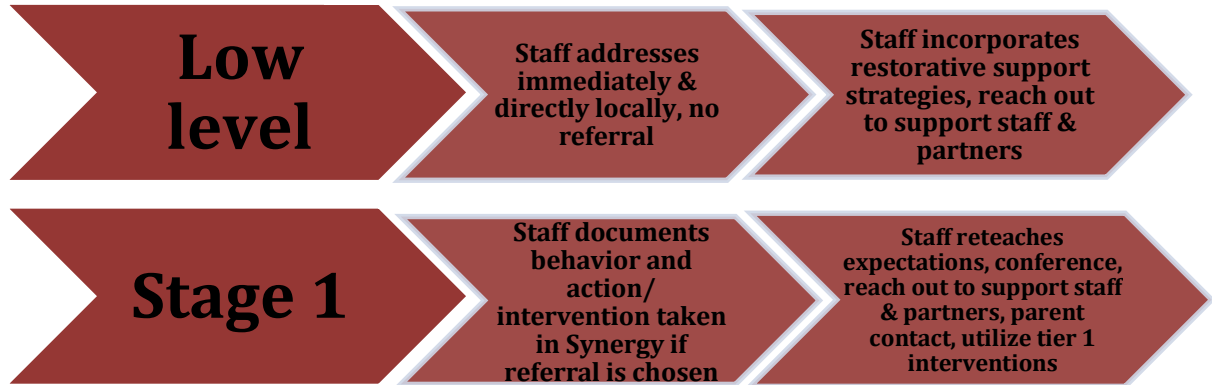 Low
level
Staff addresses
immediately &
directly locally, no
referral
Staff incorporates
restorative support
strategies, reach out
to support staff &
partners
Stage 1
Staff documents
behavior and
action/
intervention taken
in Synergy if
referral is chosen
Staff reteaches
expectations, conference,
reach out to support staff
& partners, parent
contact, utilize tier 1
interventions